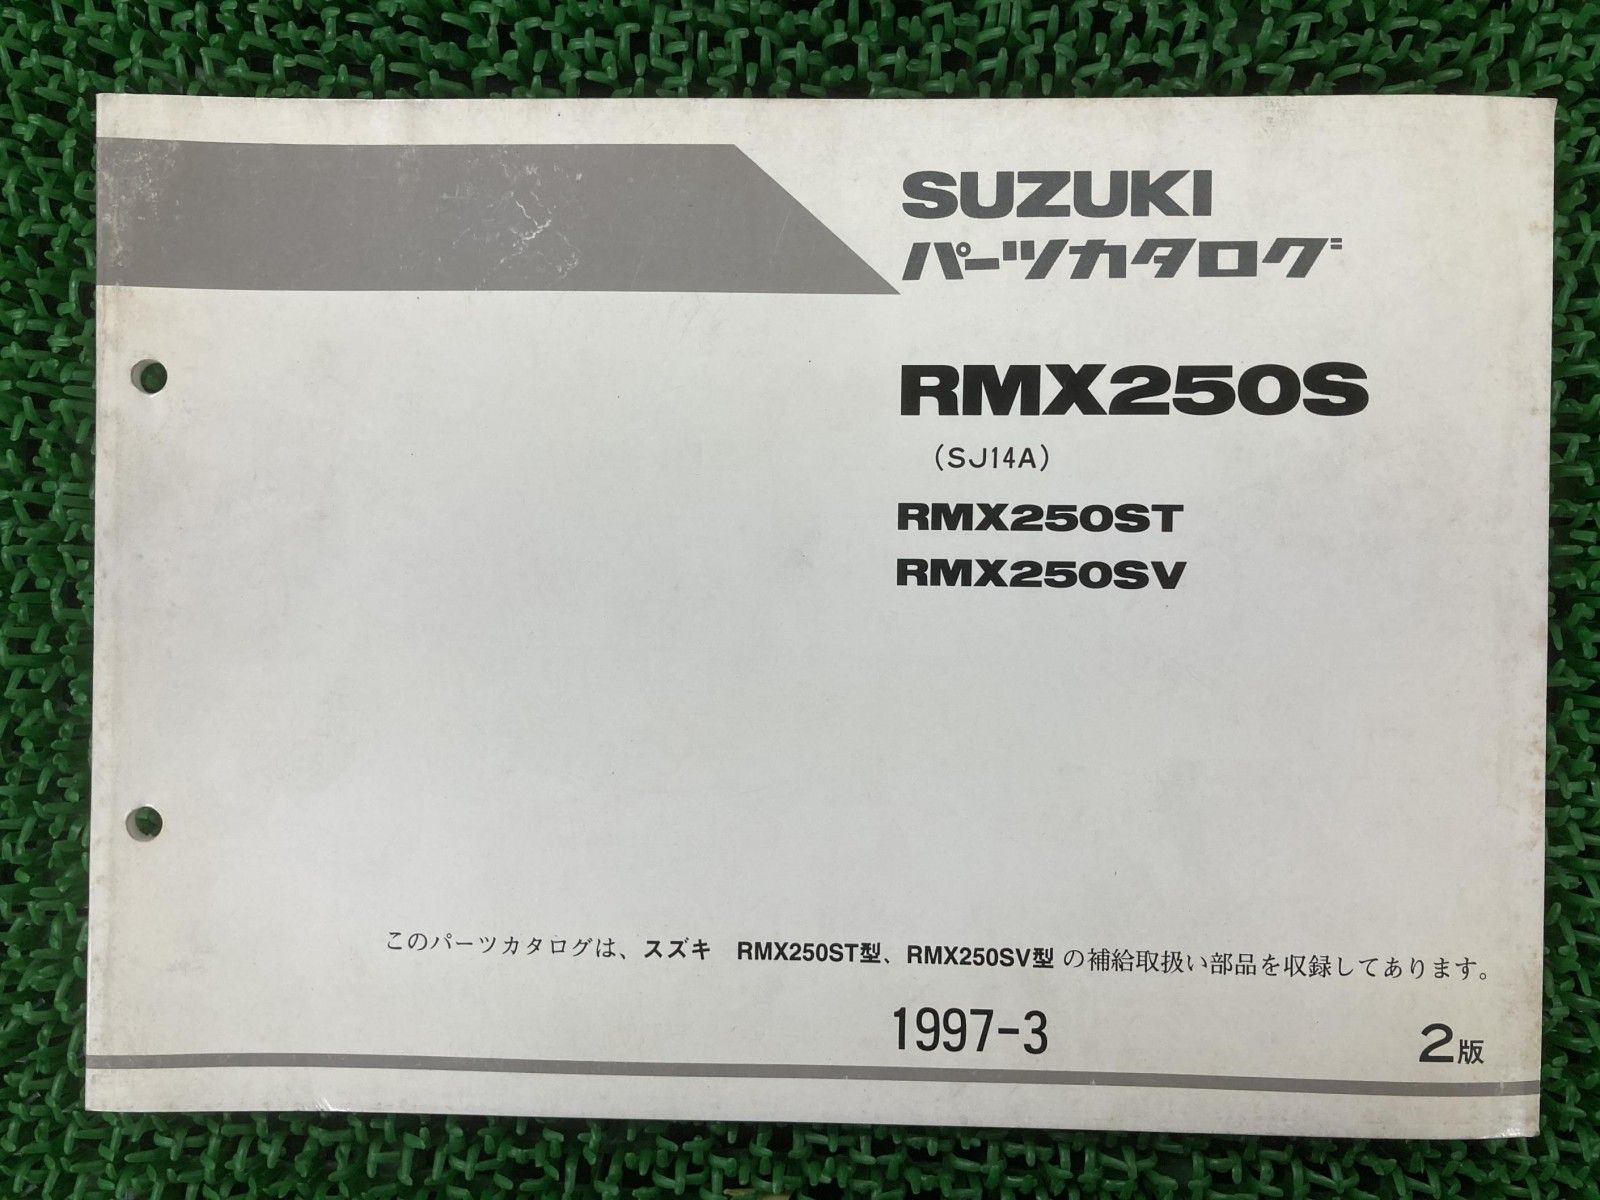 SUZUKI
パーツカタログ
RMX250S
(SJ14A)
RMX250ST
RMX250SV
このパーツカタログは、スズキ RMX250ST型、RMX250SV型 の補給取扱い部品を収録してあります。
1997-3
2版